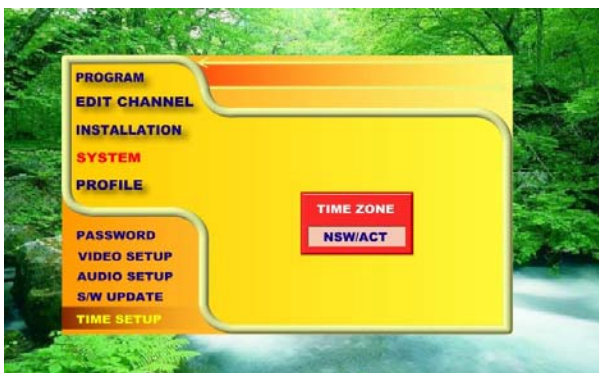 PROGRAM
EDIT CHANNEL
INSTALLATION
SYSTEM
PROFILE
PASSWORD
VIDEO SETUP
AUDIO SETUP
S/W UPDATE
TIME SETUP
TIME ZONE
NSW/ACT